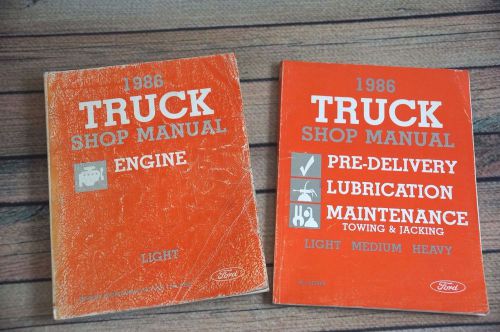 1986
TRUCK
SHOP MANUAL
ENGINE
LIGHT
Ford
1986
TRUCK
SHOP MANUAL
PRE-DELIVERY
LUBRICATION
MAINTENANCE
TOWING & JACKING
LIGHT MEDIUM HEAVY
Ford